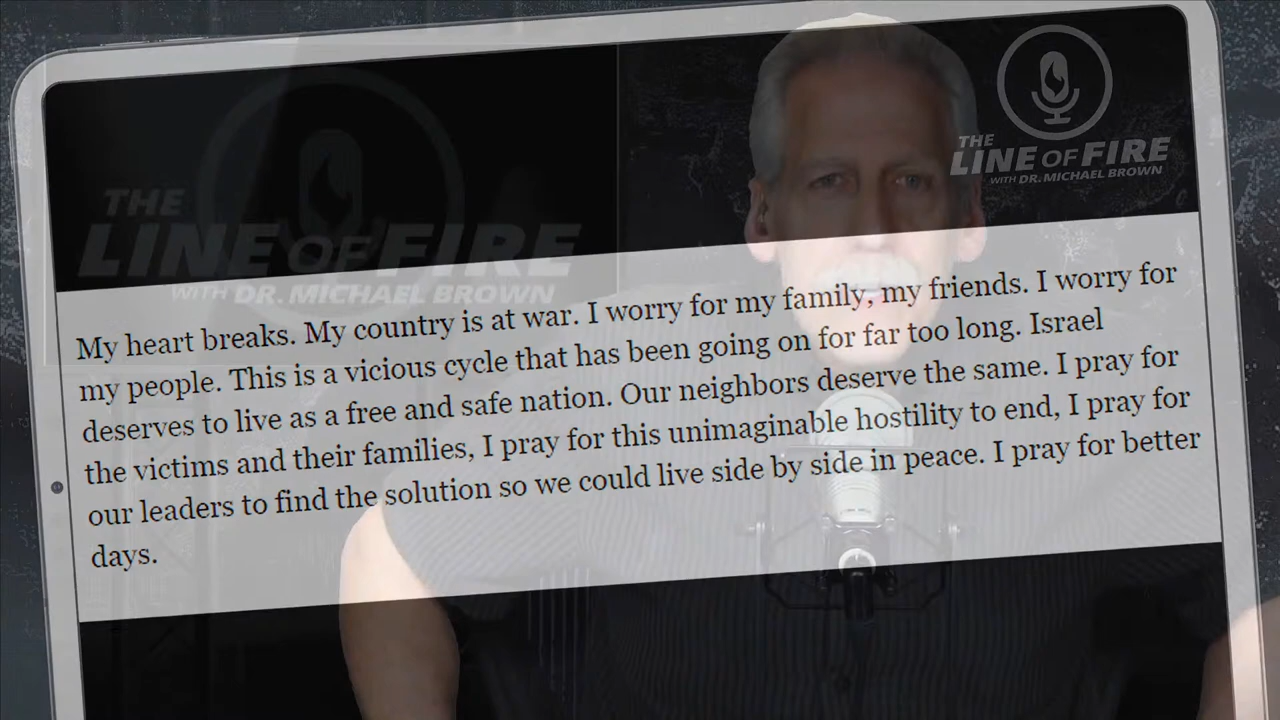 THE
LINE OF FIRE
WITH DR. MICHAEL BROWN
THE
LINE OF FIRE
WITH DR. MICHAEL BROWN
My heart breaks. My country is at war. I worry for my family, my friends. I worry for
my people. This is a vicious cycle that has been going on for far too long. Israel
deserves to live as a free and safe nation. Our neighbors deserve the same. I pray for
the victims and their families, I pray for this unimaginable hostility to end, I pray for
our leaders to find the solution so we could live side by side in peace. I pray for better
days.